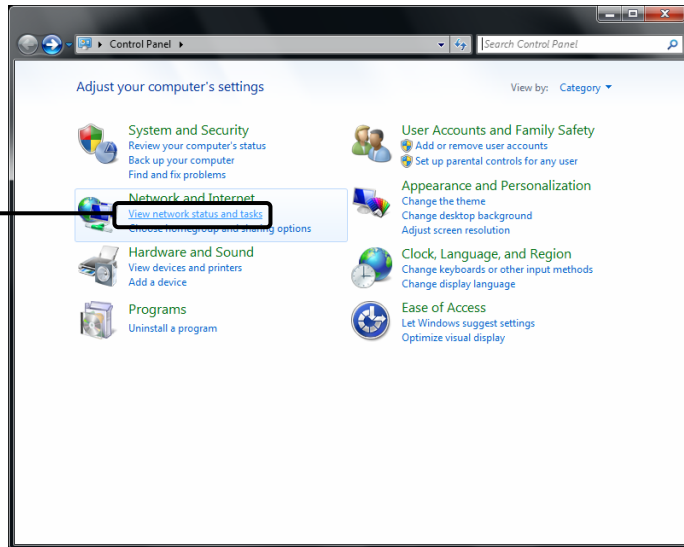 Control Panel
Search Control Panel
Adjust your computer's settings
View by: Category
System and Security
Review your computer's status
Back up your computer
Find and fix problems
Network and Internet
View network status and tasks
Choose homegroup and sharing options
Hardware and Sound
View devices and printers
Add a device
Programs
Uninstall a program
User Accounts and Family Safety
Add or remove user accounts
Set up parental controls for any user
Appearance and Personalization
Change the theme
Change desktop background
Adjust screen resolution
Clock, Language, and Region
Change keyboards or other input methods
Change display language
Ease of Access
Let Windows suggest settings
Optimize visual display